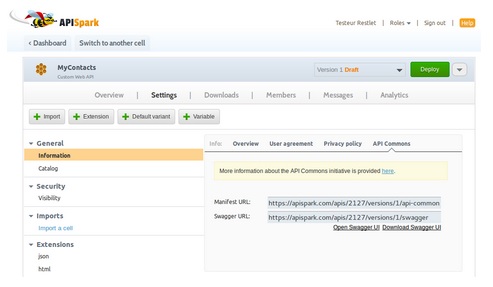 APISpark
Testeur Restlet | Roles | Sign out | Help
< Dashboard Switch to another cell
MyContacts
Custom Web API
Version 1 Draft
Deploy
Overview | Settings | Downloads | Members | Messages | Analytics
Import Extension Default variant Variable
General
Information
Catalog
Security
Visibility
Imports
Import a cell
Extensions
json
html
Info: Overview User agreement Privacy policy API Commons
More information about the API Commons initiative is provided here.
Manifest URL: https://apispark.com/apis/2127/versions/1/api-common
Swagger URL: https://apispark.com/apis/2127/versions/1/swagger
Open Swagger UI Download Swagger UI